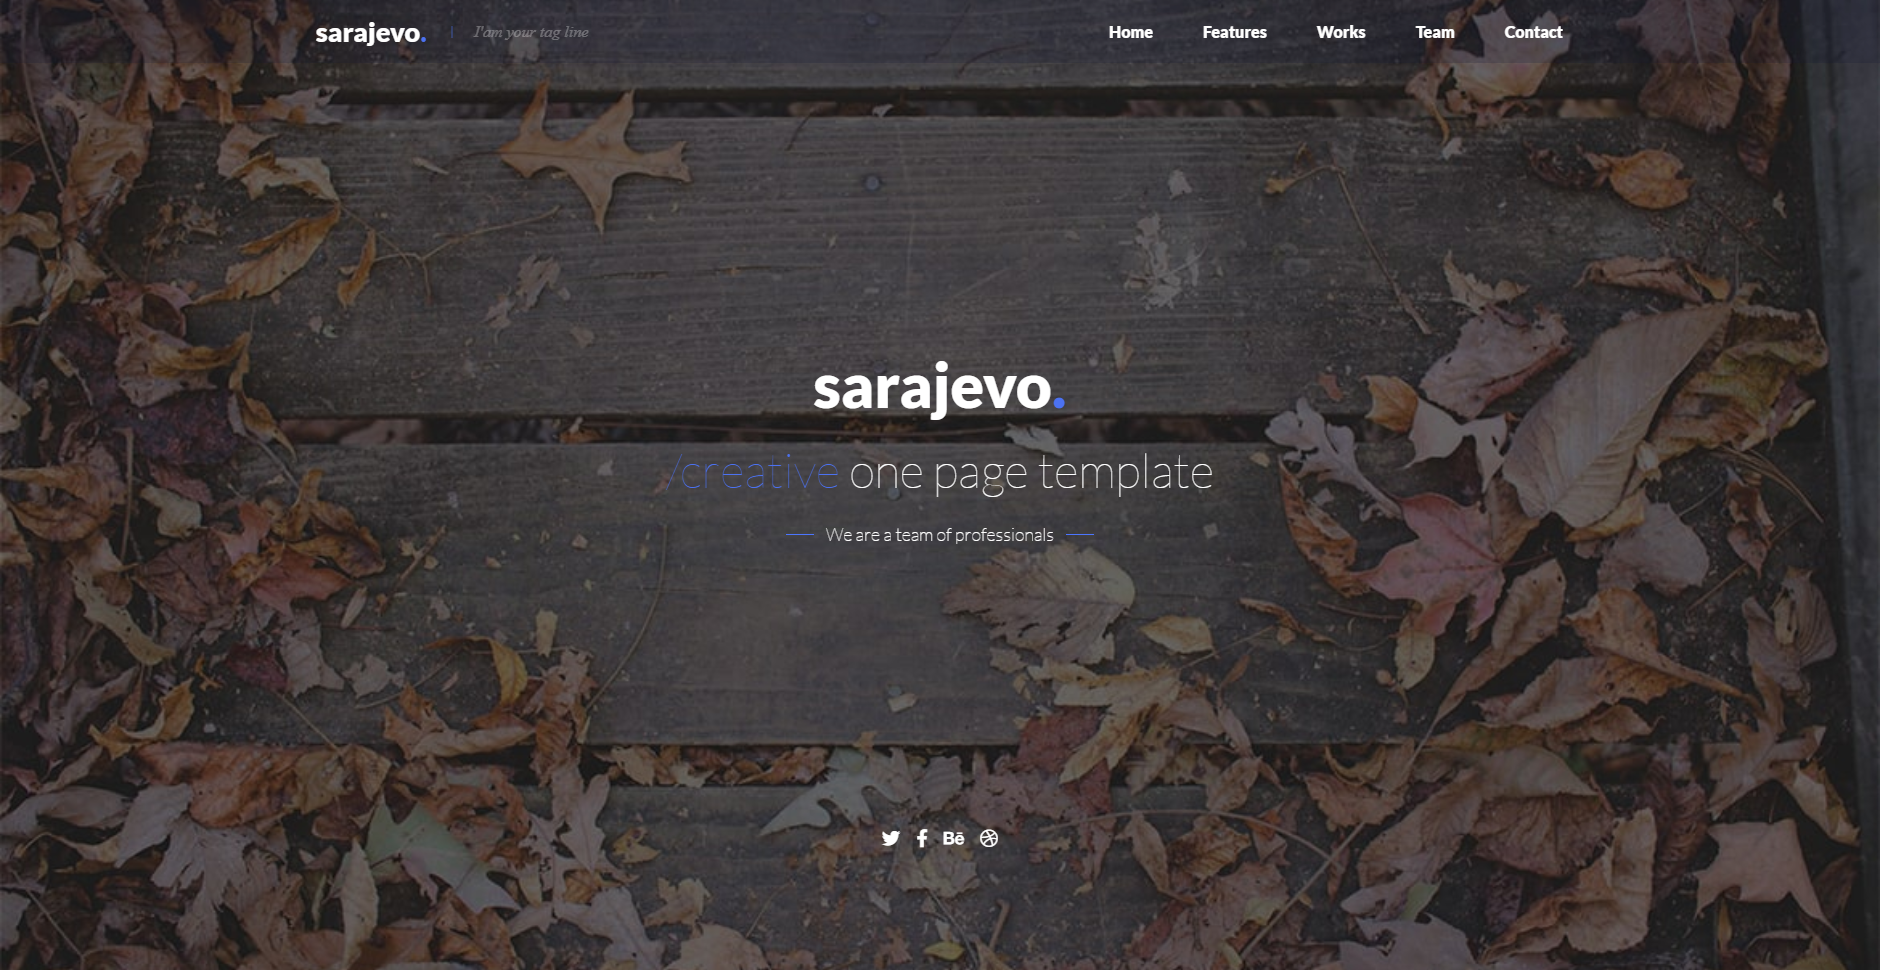 sarajevo.
I'am your tag line
Home Features Works Team Contact
sarajevo.
/creative one page template
We are a team of professionals
Bē